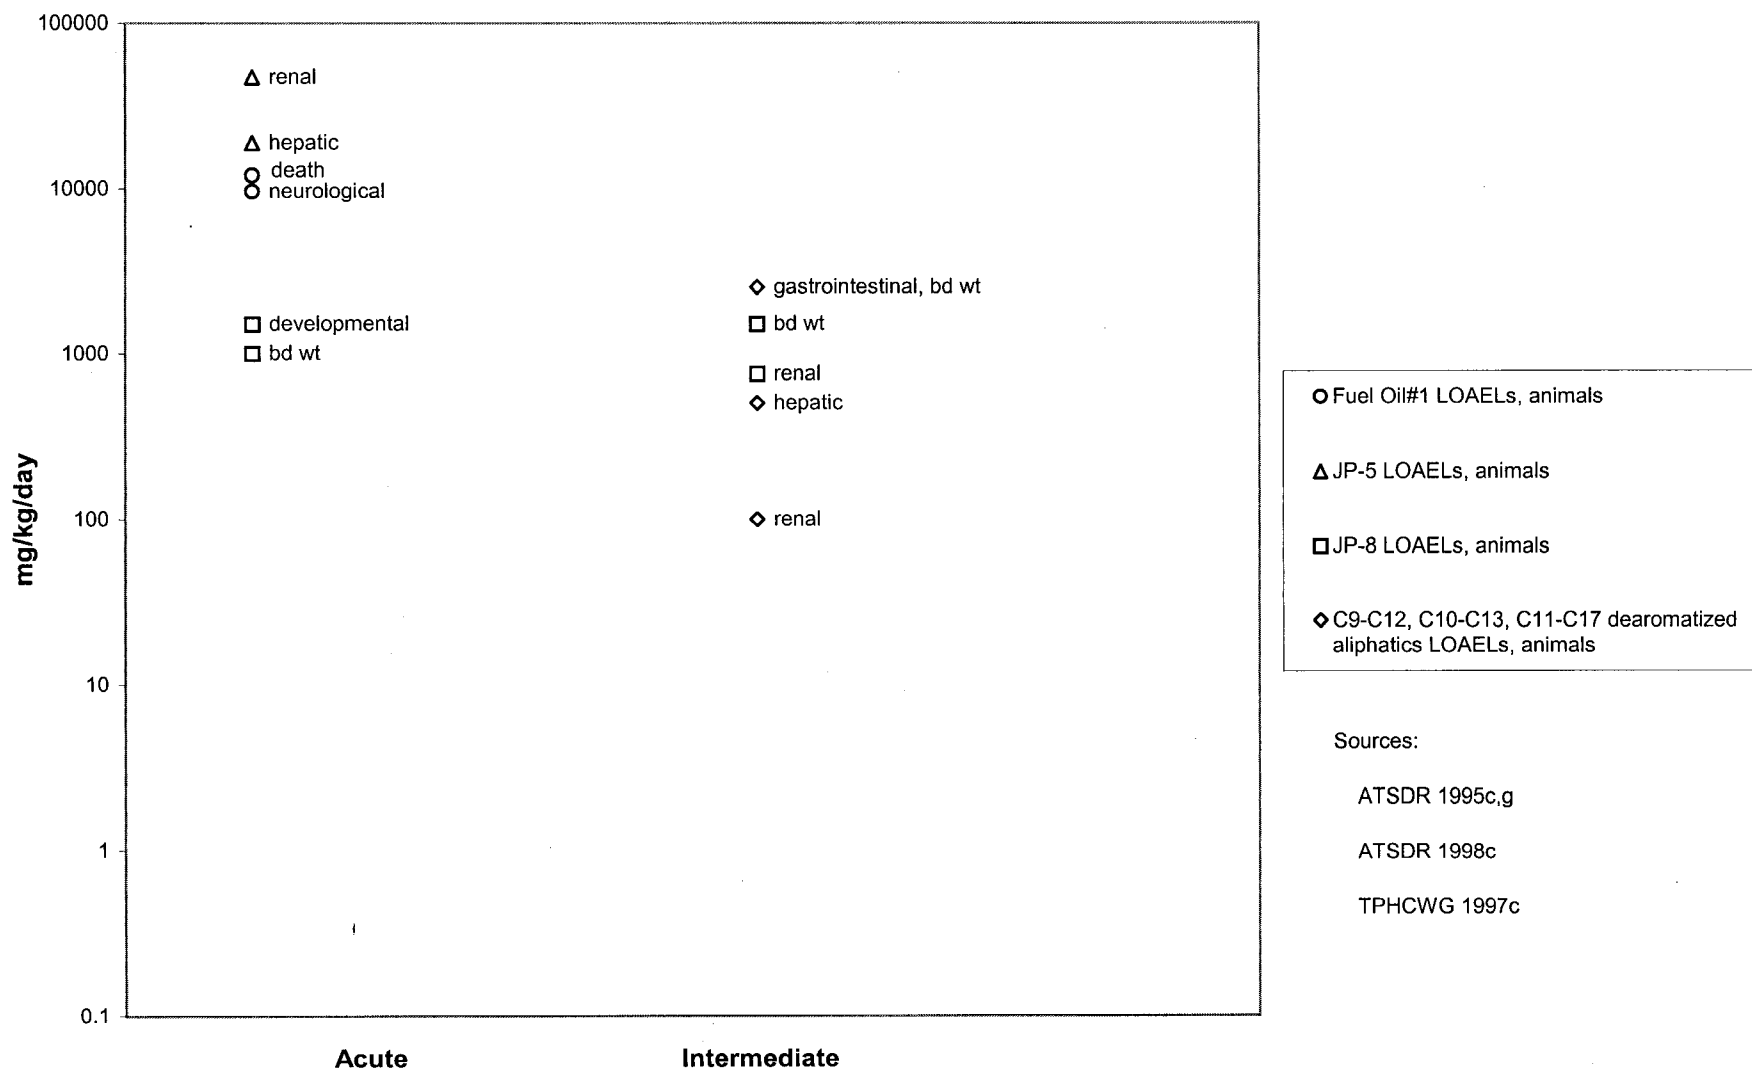 100000
10000
1000
100
10
1
0.1
mg/kg/day
renal
hepatic
death
neurological
developmental
bd wt
gastrointestinal, bd wt
bd wt
renal
hepatic
renal
Acute
Intermediate
Fuel Oil#1 LOAELs, animals
JP-5 LOAELs, animals
JP-8 LOAELs, animals
C9-C12, C10-C13, C11-C17 dearomatized
aliphatics LOAELs, animals
Sources:
ATSDR 1995c,g
ATSDR 1998c
TPHCWG 1997c